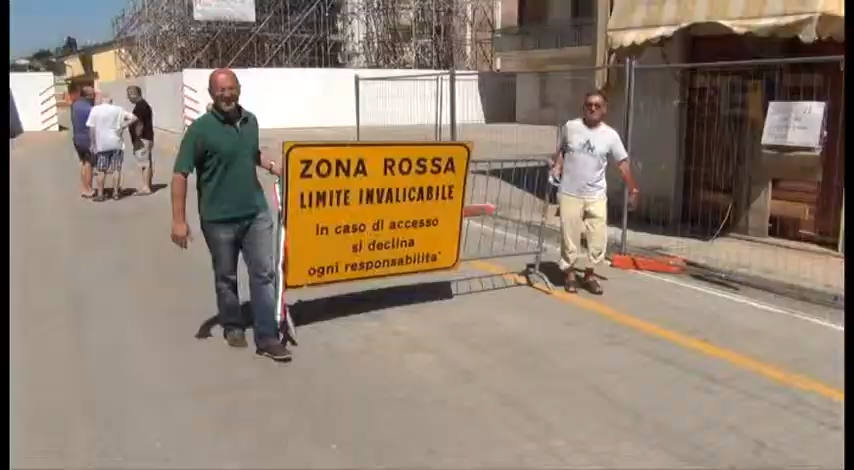 ZONA ROSSA
LIMITE INVALICABILE
In caso di accesso
si declina
ogni responsabilita'